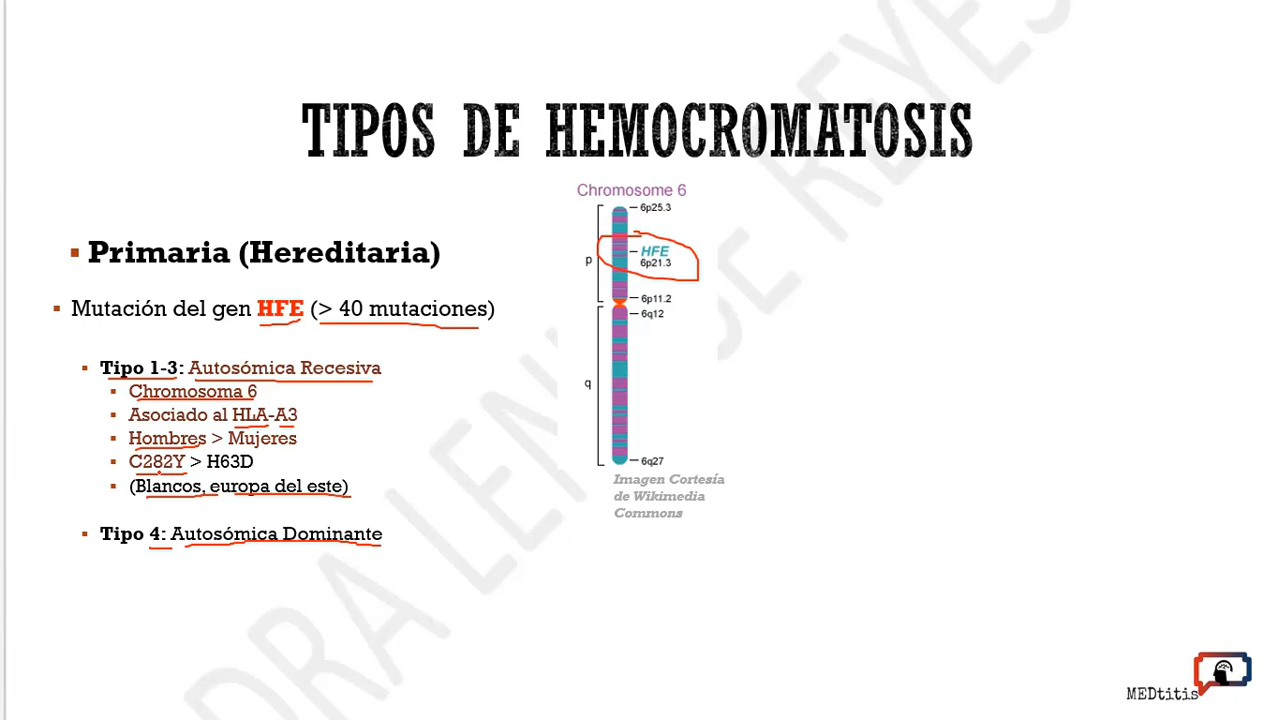 TIPOS DE HEMOCROMATOSIS
Primaria (Hereditaria)
Mutación del gen HFE (> 40 mutaciones)
Tipo 1-3: Autosómica Recesiva
Chromosoma 6
Asociado al HLA-A3
Hombres > Mujeres
C282Y > H63D
(Blancos, europa del este)
Tipo 4: Autosómica Dominante
Chromosome 6
6p25.3
HFE
6p21.3
p
6p11.2
6q12
q
6q27
Imagen Cortesía
de Wikimedia
Commons
MEDtitis